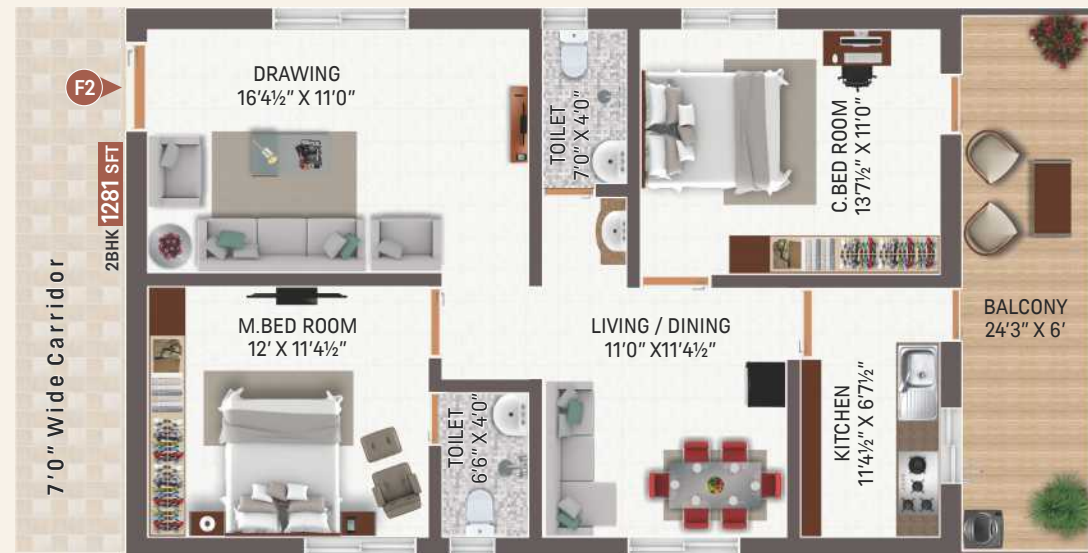 F2
2BHK 1281 SFT
7'0" Wide Carridor
DRAWING
16'4½" X 11'0"
TOILET
7'0" X 4'0"
C.BED ROOM
13'7½" X 11'0"
M.BED ROOM
12' X 11'4½"
TOILET
6'6" X 4'0"
LIVING / DINING
11'0" X11'4½"
KITCHEN
11'4½" X 6'7½"
BALCONY
24'3" X 6'